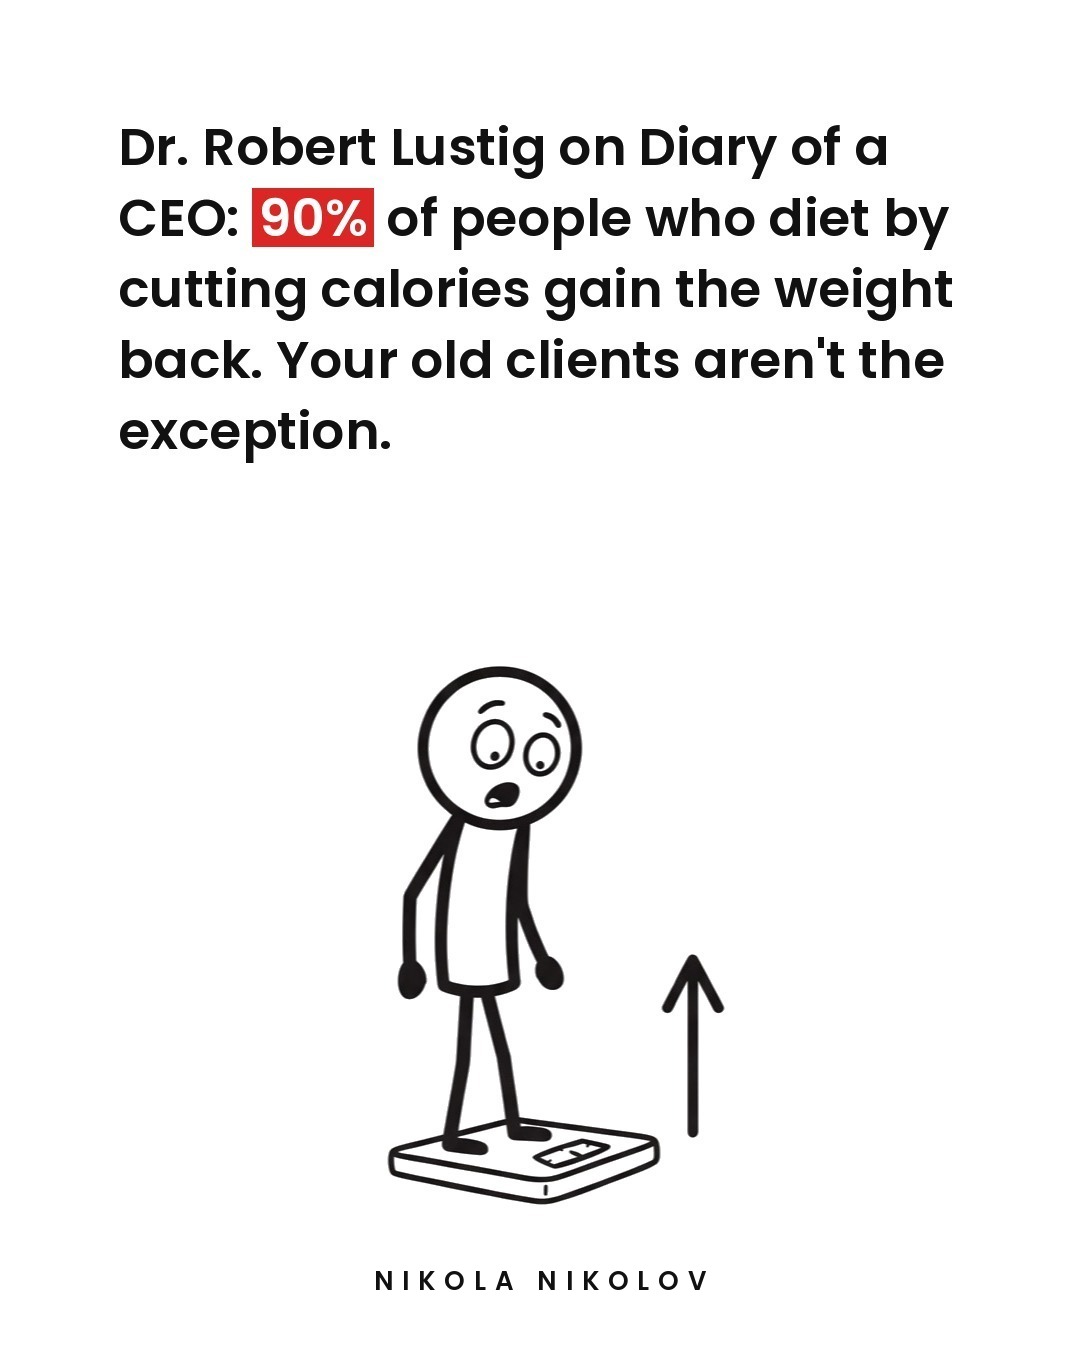 Dr. Robert Lustig on Diary of a
CEO: 90% of people who diet by
cutting calories gain the weight
back. Your old clients aren't the
exception.
NIKOLA NIKOLOV